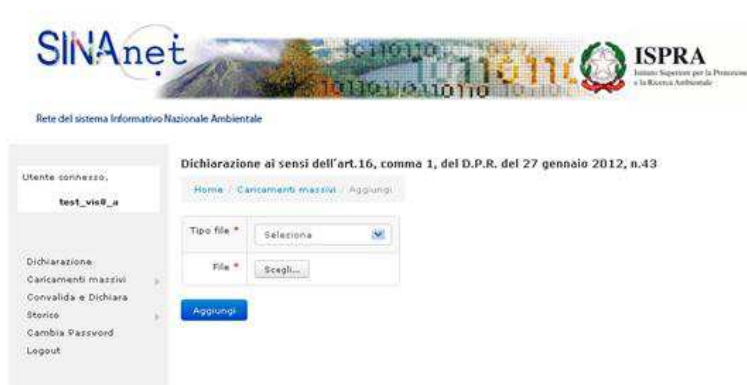 SINAnet
ISPRA
Istituto Superiore per la Protezione
e la Ricerca Ambientale
Rete del sistema Informativo Nazionale Ambientale
Dichiarazione ai sensi dell'art.16, comma 1, del D.P.R. del 27 gennaio 2012, n.43
Utente connesso,
test_vis8_a
Home / Caricamenti massivi / Aggiungi
Tipo file * Seleziona
File * Scegli...
Aggiungi
Dichiarazione
Caricamenti massivi
Convalida e Dichiara
Storico
Cambia Password
Logout